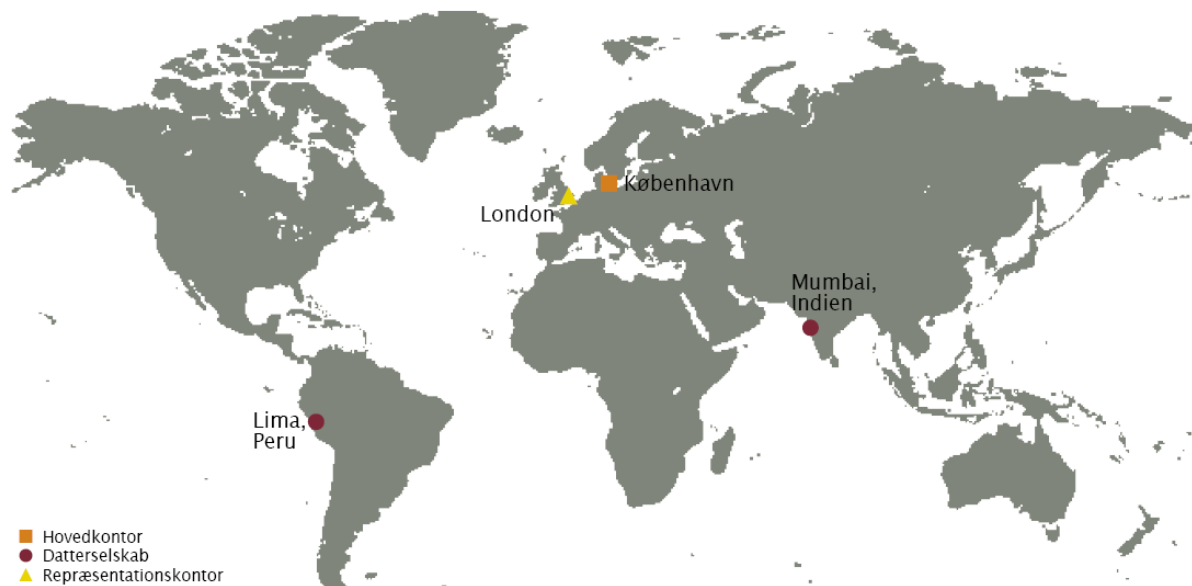 København
London
Mumbai,
Indien
Lima,
Peru
Hovedkontor
Datterselskab
Repræsentationskontor